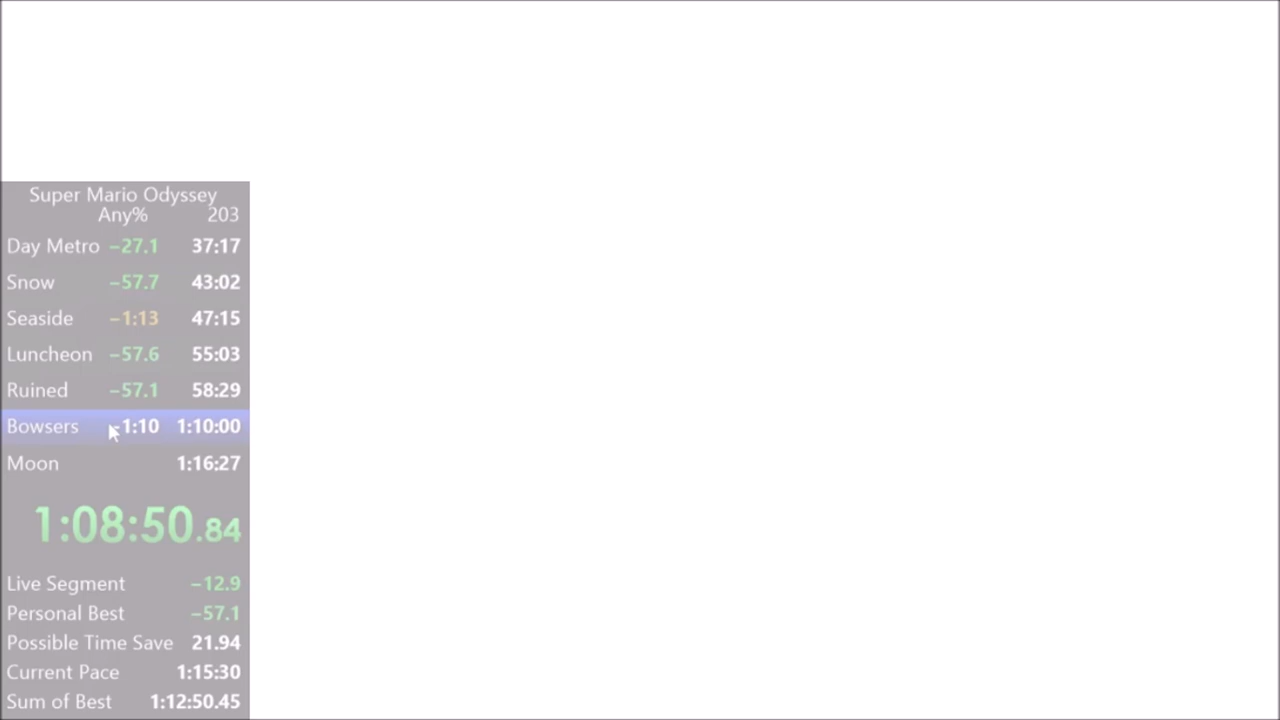 Super Mario Odyssey
Any% 203
Day Metro −27.1 37:17
Snow −57.7 43:02
Seaside −1:13 47:15
Luncheon −57.6 55:03
Ruined −57.1 58:29
Bowsers −1:10 1:10:00
Moon 1:16:27
1:08:50.84
Live Segment −12.9
Personal Best −57.1
Possible Time Save 21.94
Current Pace 1:15:30
Sum of Best 1:12:50.45